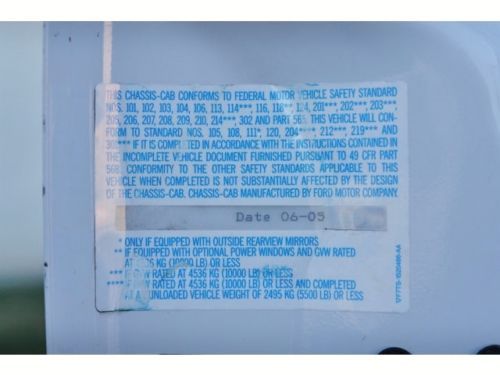 THIS CHASSIS-CAB CONFORMS TO FEDERAL MOTOR VEHICLE SAFETY STANDARD
NOS. 101, 102, 103, 104, 106, 113, 114***, 116, 118**, 124, 201***, 202***, 203***,
205, 206, 207, 208, 209, 210, 214***, 302 AND PART 565. THIS VEHICLE WILL CON-
FORM TO STANDARD NOS. 105, 108, 111*, 120, 204****, 212***, 219*** AND
301*** IF IT IS COMPLETED IN ACCORDANCE WITH THE INSTRUCTIONS CONTAINED IN
THE INCOMPLETE VEHICLE DOCUMENT FURNISHED PURSUANT TO 49 CFR PART
568. CONFORMITY TO THE OTHER SAFETY STANDARDS APPLICABLE TO THIS
VEHICLE WHEN COMPLETED IS NOT SUBSTANTIALLY AFFECTED BY THE DESIGN
OF THE CHASSIS-CAB. CHASSIS-CAB MANUFACTURED BY FORD MOTOR COMPANY.
Date 06-05
* ONLY IF EQUIPPED WITH OUTSIDE REARVIEW MIRRORS
** IF EQUIPPED WITH OPTIONAL POWER WINDOWS AND GVW RATED
AT 4536 KG (10000 LB) OR LESS
*** IF GVW RATED AT 4536 KG (10000 LB) OR LESS
**** IF GVW RATED AT 4536 KG (10000 LB) OR LESS AND COMPLETED
AT A UNLOADED VEHICLE WEIGHT OF 2495 KG (5500 LB) OR LESS